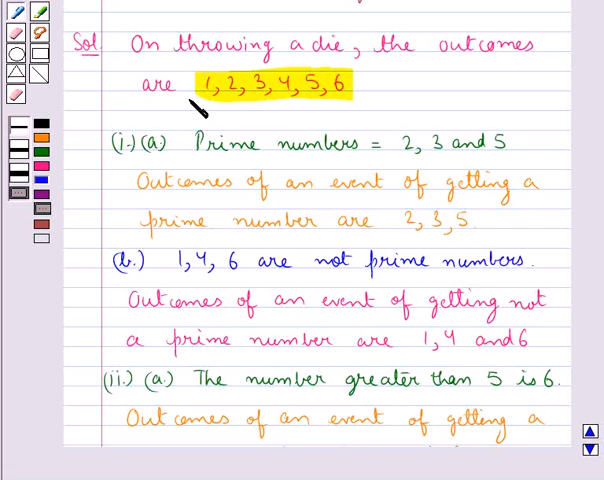 Sol. On throwing a die, the outcomes
are 1, 2, 3, 4, 5, 6
(i.) (a.) Prime numbers = 2, 3 and 5
Outcomes of an event of getting a
prime number are 2, 3, 5.
(b.) 1, 4, 6 are not prime numbers.
Outcomes of an event of getting not
a prime number are 1, 4 and 6
(ii.) (a.) The number greater than 5 is 6.
Outcomes of an event of getting a